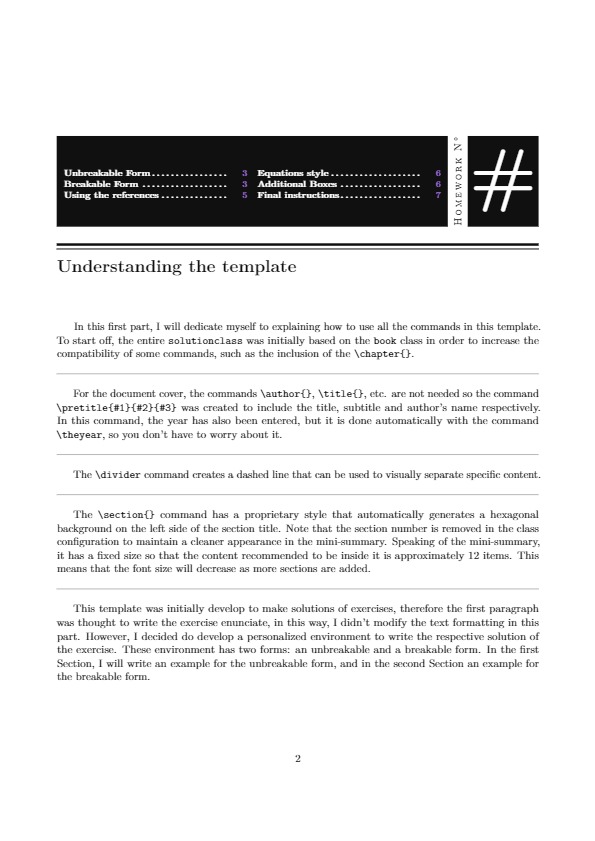 Unbreakable Form . . . . . . . . . . . . . . 3
Breakable Form . . . . . . . . . . . . . . . . 3
Using the references . . . . . . . . . . . . 5
Equations style . . . . . . . . . . . . . . . . . 6
Additional Boxes . . . . . . . . . . . . . . . 6
Final instructions . . . . . . . . . . . . . . . 7
Homework Nº
#
Understanding the template
In this first part, I will dedicate myself to explaining how to use all the commands in this template.
To start off, the entire solutionclass was initially based on the book class in order to increase the
compatibility of some commands, such as the inclusion of the \chapter{}.
For the document cover, the commands \author{}, \title{}, etc. are not needed so the command
\pretitle{#1}{#2}{#3} was created to include the title, subtitle and author's name respectively.
In this command, the year has also been entered, but it is done automatically with the command
\theyear, so you don't have to worry about it.
The \divider command creates a dashed line that can be used to visually separate specific content.
The \section{} command has a proprietary style that automatically generates a hexagonal
background on the left side of the section title. Note that the section number is removed in the class
configuration to maintain a cleaner appearance in the mini-summary. Speaking of the mini-summary,
it has a fixed size so that the content recommended to be inside it is approximately 12 items. This
means that the font size will decrease as more sections are added.
This template was initially develop to make solutions of exercises, therefore the first paragraph
was thought to write the exercise enunciate, in this way, I didn't modify the text formatting in this
part. However, I decided do develop a personalized environment to write the respective solution of
the exercise. These environment has two forms: an unbreakable and a breakable form. In the first
Section, I will write an example for the unbreakable form, and in the second Section an example for
the breakable form.
2